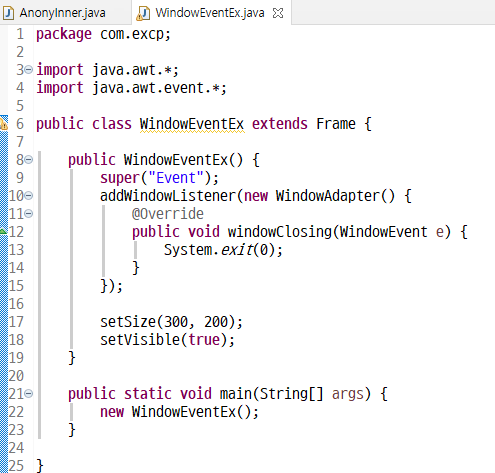 AnonyInner.java WindowEventEx.java
1 package com.excp;
2
3 import java.awt.*;
4 import java.awt.event.*;
5
6 public class WindowEventEx extends Frame {
7
8     public WindowEventEx() {
9         super("Event");
10         addWindowListener(new WindowAdapter() {
11             @Override
12             public void windowClosing(WindowEvent e) {
13                 System.exit(0);
14             }
15         });
16
17         setSize(300, 200);
18         setVisible(true);
19     }
20
21     public static void main(String[] args) {
22         new WindowEventEx();
23     }
24
25 }